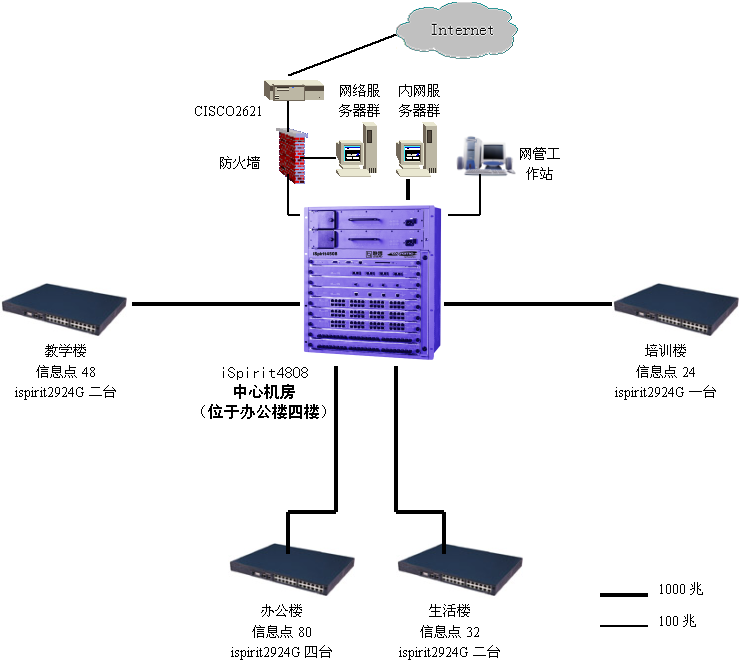 Internet
CISCO2621
网络服
务器群
内网服
务器群
防火墙
网管工
作站
iSpirit4808
教学楼
信息点 48
ispirit2924G 二台
iSpirit4808
中心机房
（位于办公楼四楼）
培训楼
信息点 24
ispirit2924G 一台
办公楼
信息点 80
ispirit2924G 四台
生活楼
信息点 32
ispirit2924G 二台
1000 兆
100 兆